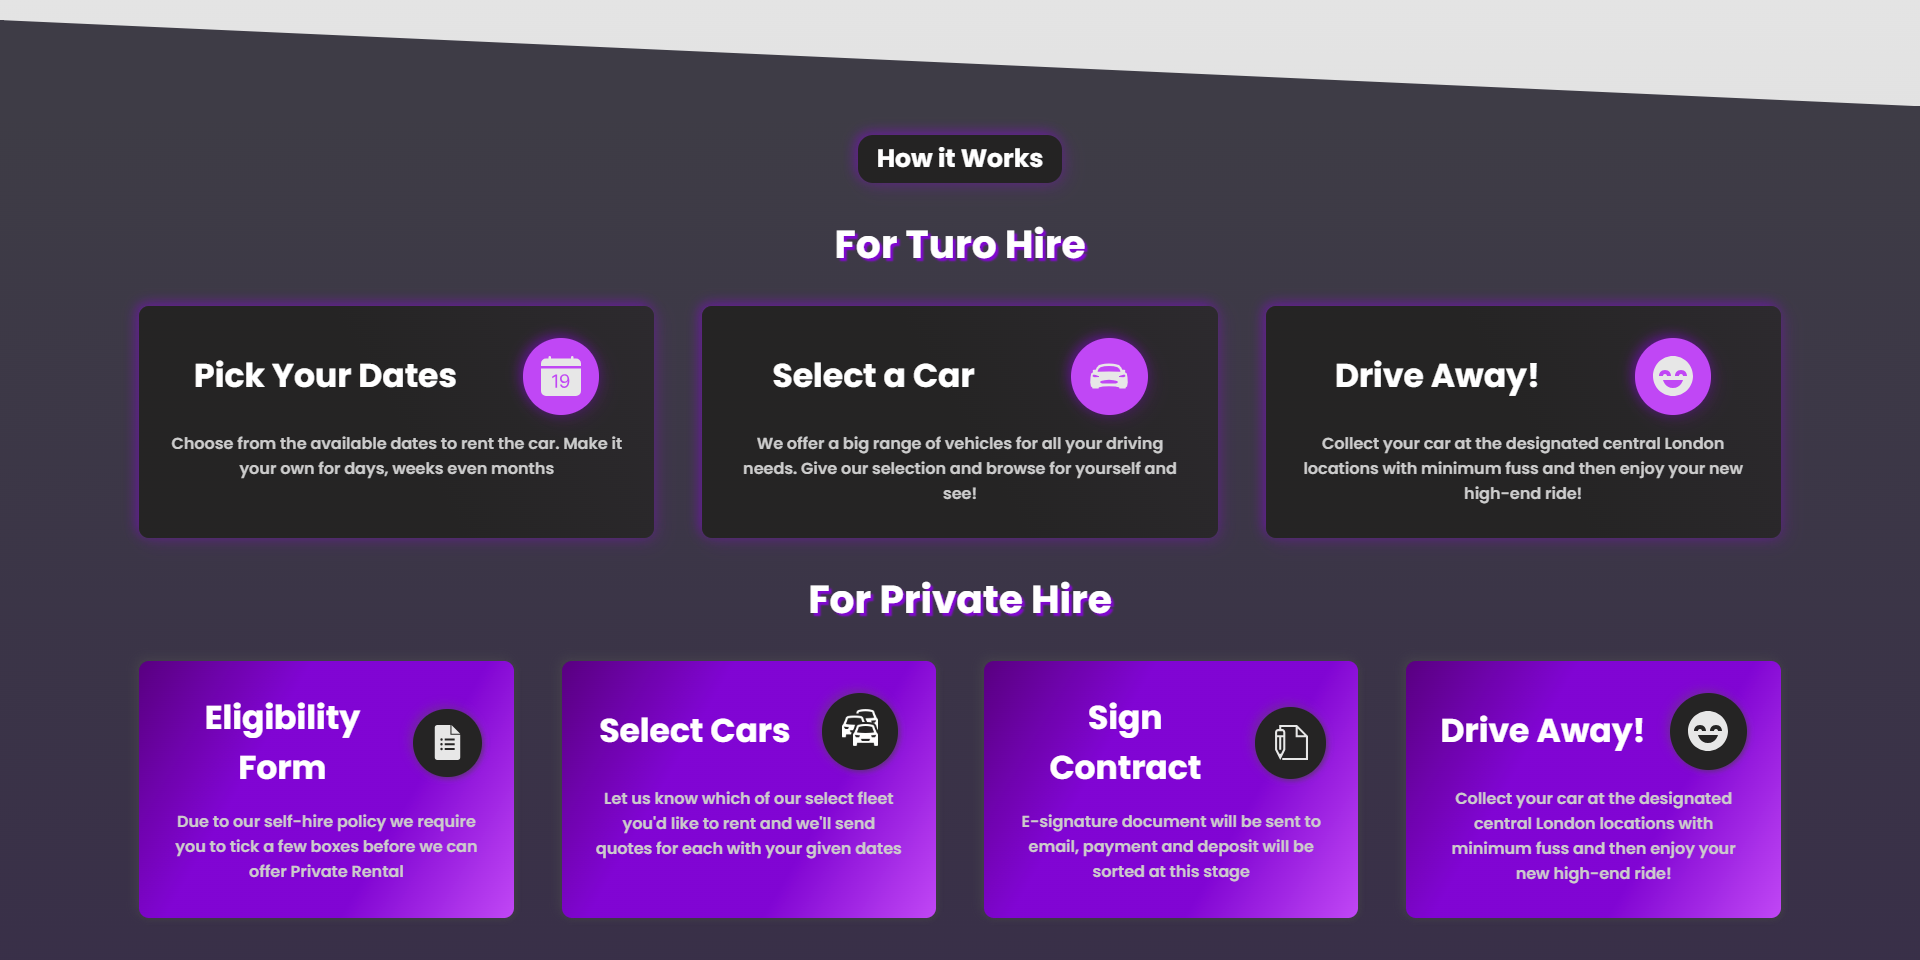 How it Works
For Turo Hire
Pick Your Dates
19
Choose from the available dates to rent the car. Make it
your own for days, weeks even months
Select a Car
We offer a big range of vehicles for all your driving
needs. Give our selection and browse for yourself and
see!
Drive Away!
Collect your car at the designated central London
locations with minimum fuss and then enjoy your new
high-end ride!
For Private Hire
Eligibility
Form
Due to our self-hire policy we require
you to tick a few boxes before we can
offer Private Rental
Select Cars
Let us know which of our select fleet
you'd like to rent and we'll send
quotes for each with your given dates
Sign
Contract
E-signature document will be sent to
email, payment and deposit will be
sorted at this stage
Drive Away!
Collect your car at the designated
central London locations with
minimum fuss and then enjoy your
new high-end ride!